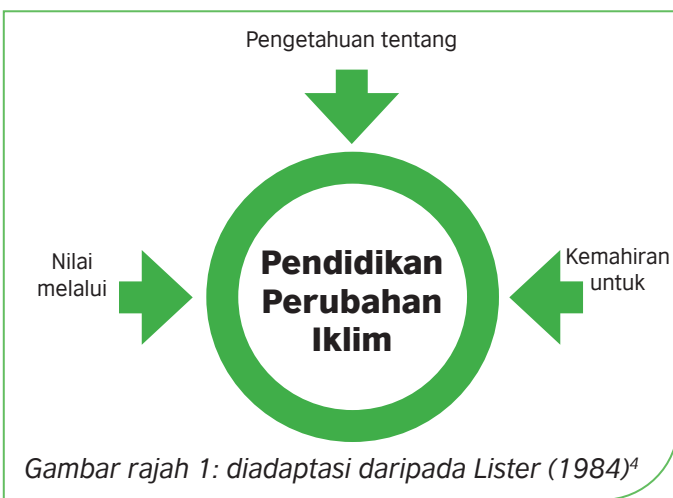 Pengetahuan tentang
Nilai
melalui
Pendidikan
Perubahan
Iklim
Kemahiran
untuk
Gambar rajah 1: diadaptasi daripada Lister (1984)⁴